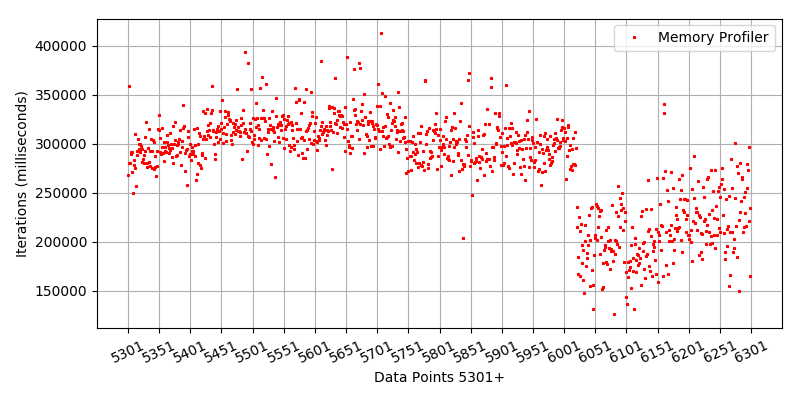 Memory Profiler
400000
350000
300000
250000
200000
150000
Iterations (milliseconds)
5301 5351 5401 5451 5501 5551 5601 5651 5701 5751 5801 5851 5901 5951 6001 6051 6101 6151 6201 6251 6301
Data Points 5301+